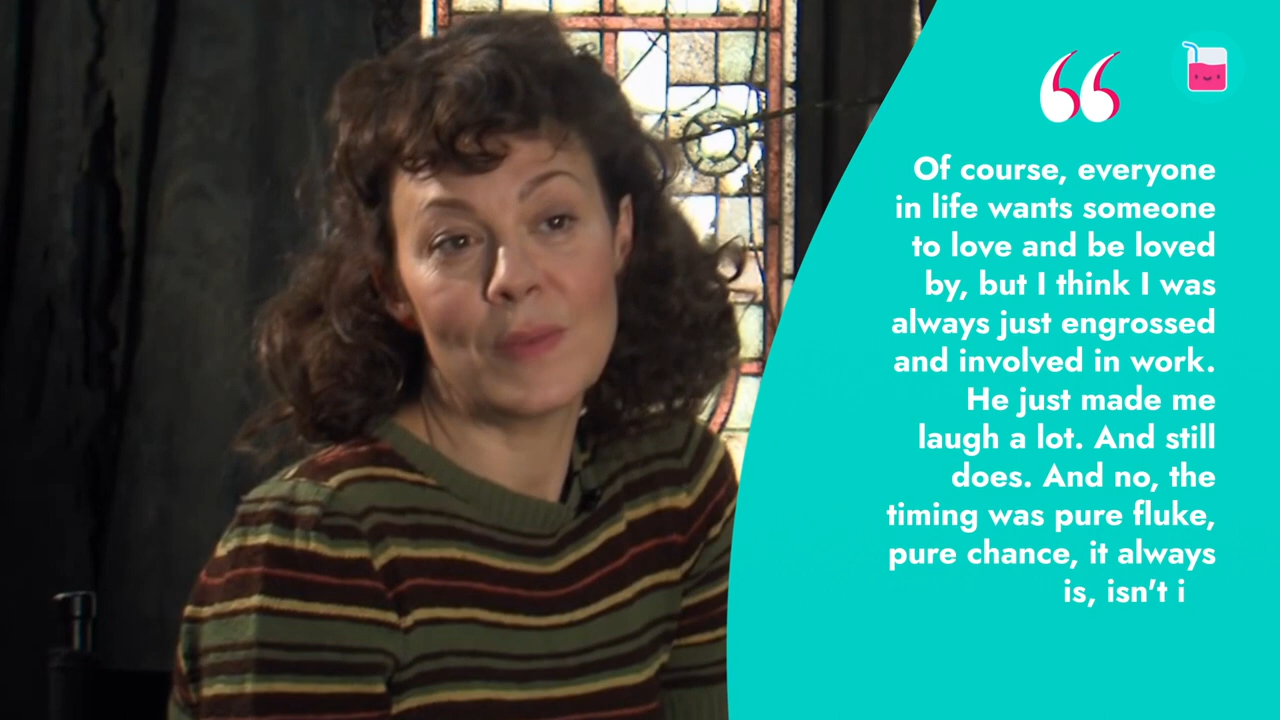 “
Of course, everyone
in life wants someone
to love and be loved
by, but I think I was
always just engrossed
and involved in work.
He just made me
laugh a lot. And still
does. And no, the
timing was pure fluke,
pure chance, it always
is, isn't i